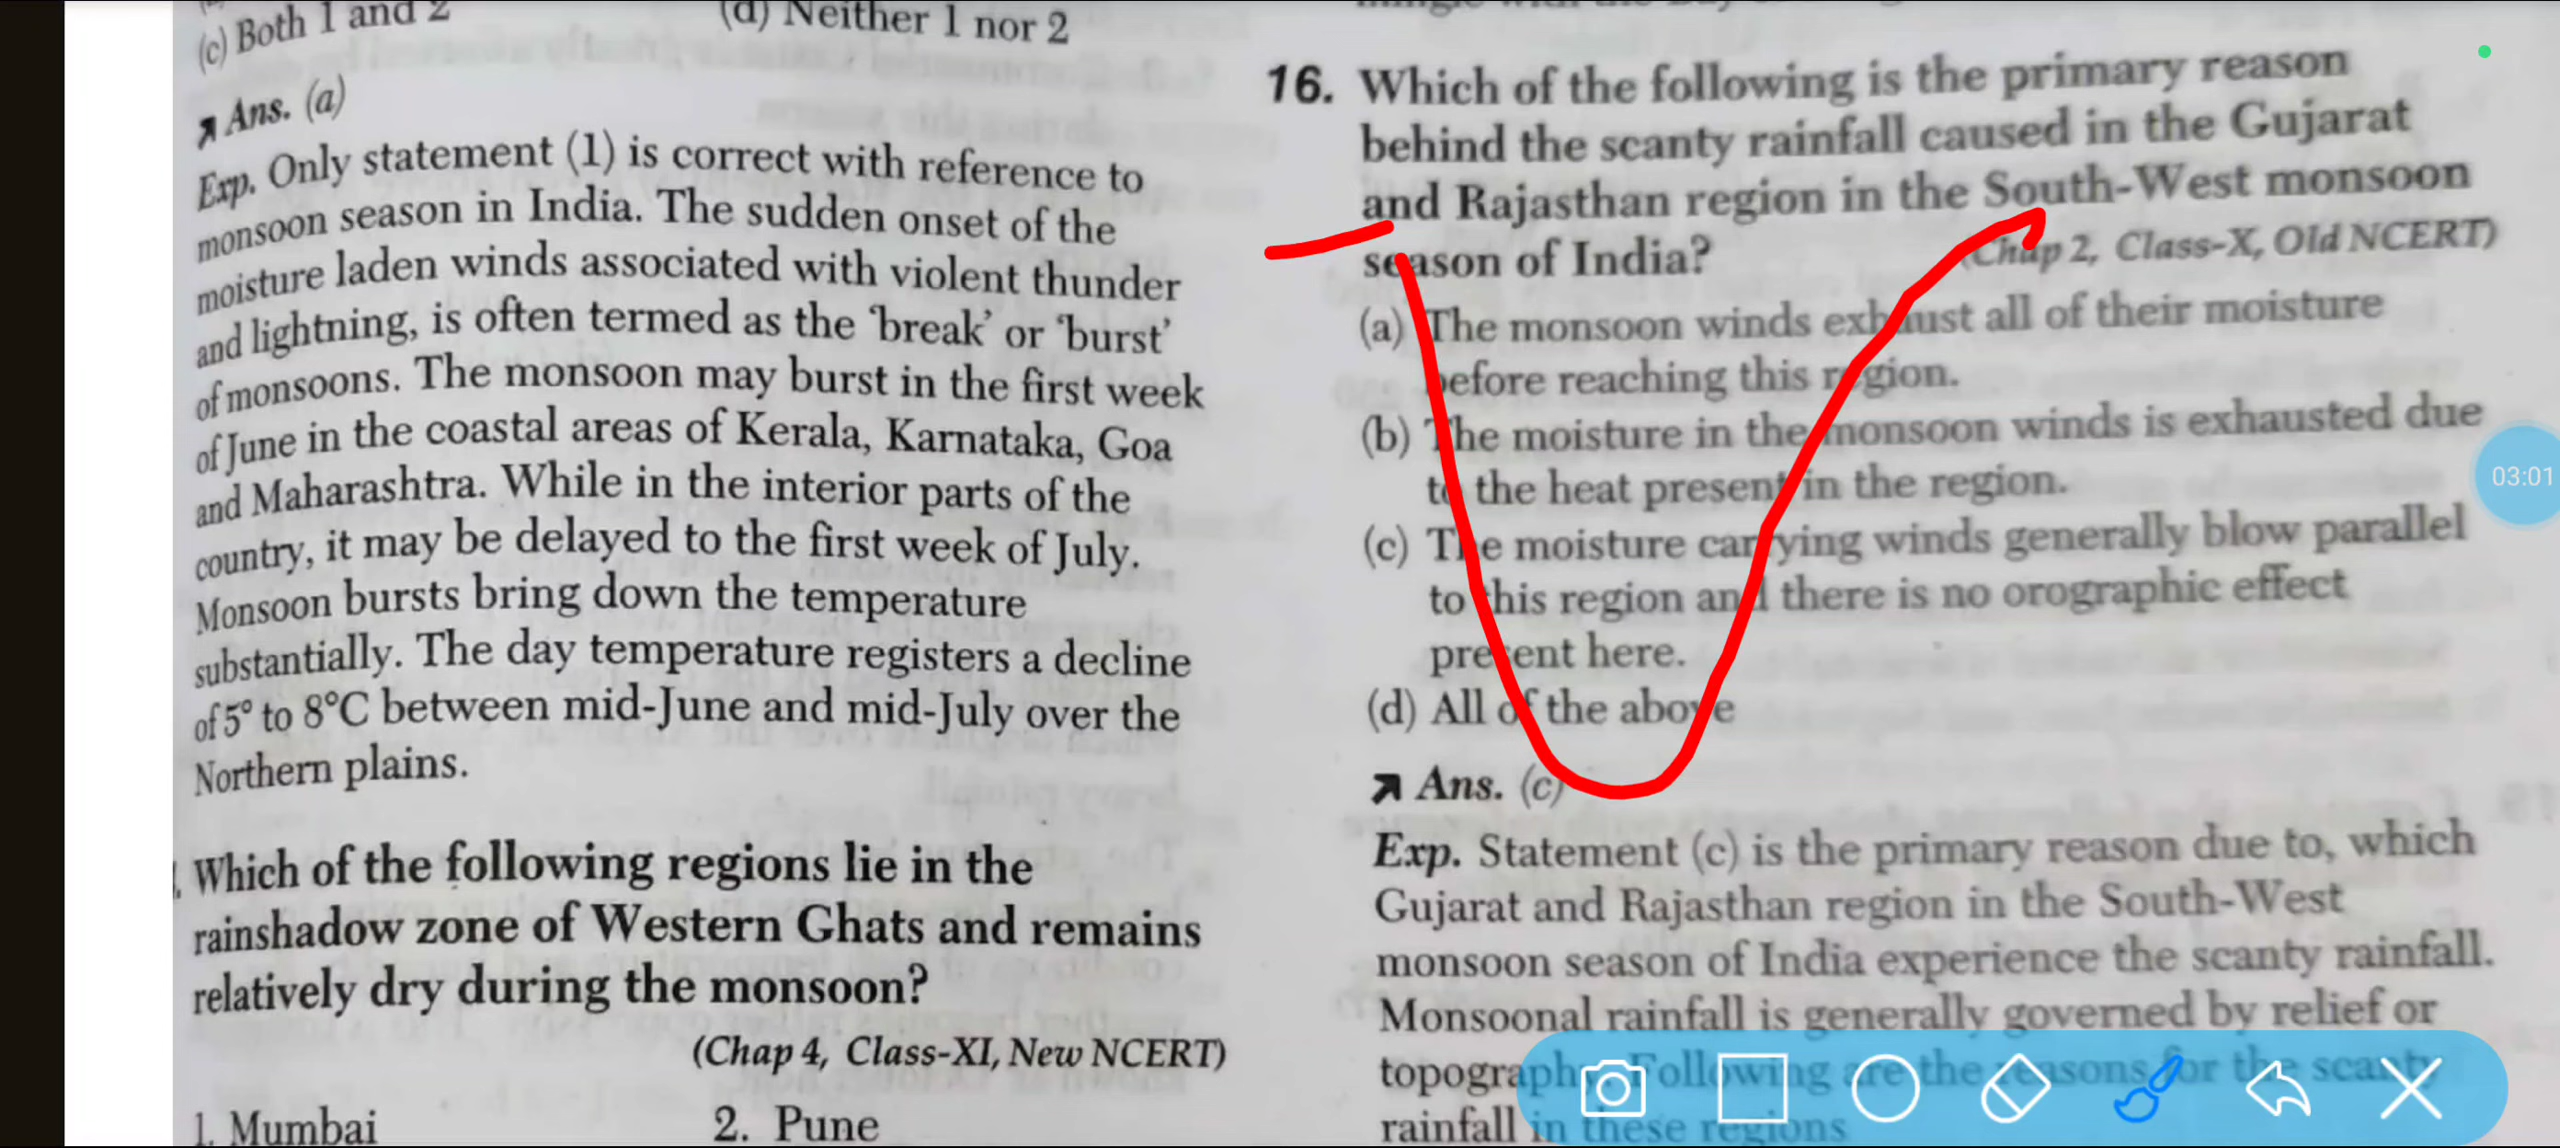 (c) Both 1 and 2
(d) Neither 1 nor 2
Ans. (a)
Exp. Only statement (1) is correct with reference to
monsoon season in India. The sudden onset of the
moisture laden winds associated with violent thunder
and lightning, is often termed as the ‘break’ or ‘burst’
of monsoons. The monsoon may burst in the first week
of June in the coastal areas of Kerala, Karnataka, Goa
and Maharashtra. While in the interior parts of the
country, it may be delayed to the first week of July.
Monsoon bursts bring down the temperature
substantially. The day temperature registers a decline
of 5° to 8°C between mid-June and mid-July over the
Northern plains.
Which of the following regions lie in the
rainshadow zone of Western Ghats and remains
relatively dry during the monsoon?
(Chap 4, Class-XI, New NCERT)
1. Mumbai
2. Pune
16. Which of the following is the primary reason
behind the scanty rainfall caused in the Gujarat
and Rajasthan region in the South-West monsoon
season of India?
(Chap 2, Class-X, Old NCERT)
(a) The monsoon winds exhaust all of their moisture
before reaching this region.
(b) The moisture in the monsoon winds is exhausted due
to the heat present in the region.
(c) The moisture carrying winds generally blow parallel
to this region and there is no orographic effect
present here.
(d) All of the above
Ans. (c)
Exp. Statement (c) is the primary reason due to, which
Gujarat and Rajasthan region in the South-West
monsoon season of India experience the scanty rainfall.
Monsoonal rainfall is generally governed by relief or
topography. Following are the reasons for the scanty
rainfall in these regions
03:01